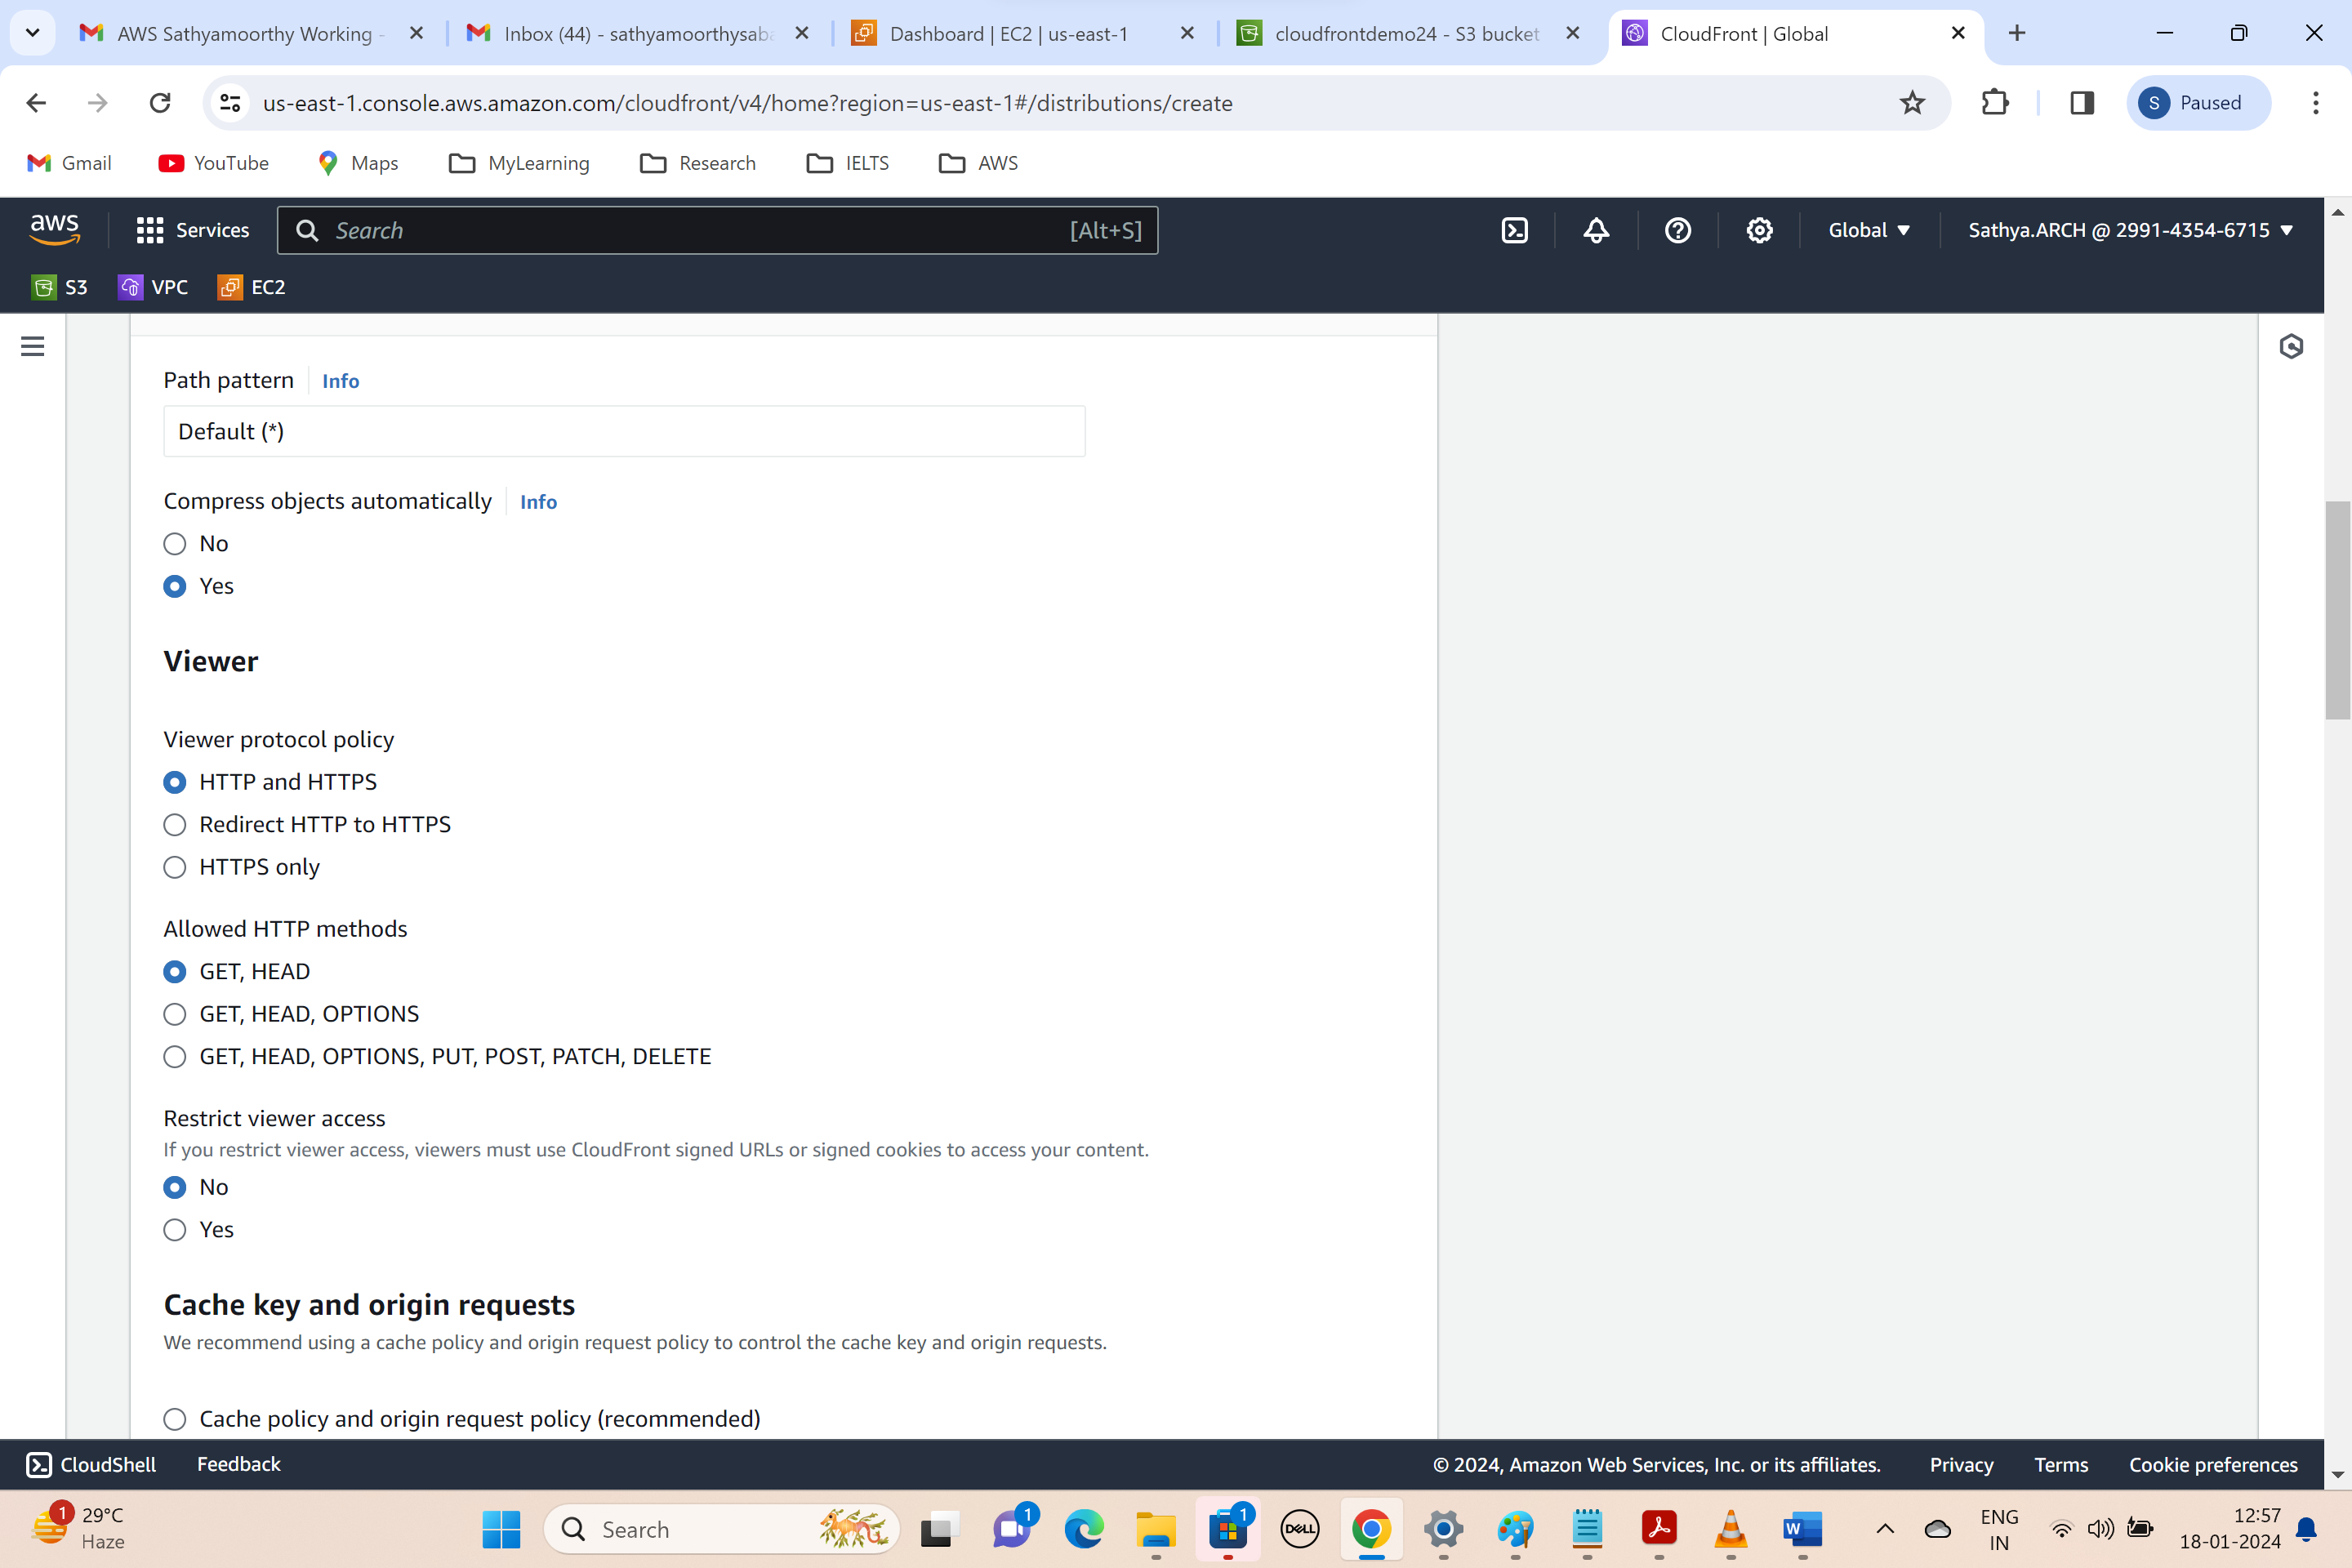 AWS Sathyamoorthy Working -
Inbox (44) - sathyamoorthysaba
Dashboard | EC2 | us-east-1
cloudfrontdemo24 - S3 bucket
CloudFront | Global
us-east-1.console.aws.amazon.com/cloudfront/v4/home?region=us-east-1#/distributions/create
S Paused
Gmail
YouTube
Maps
MyLearning
Research
IELTS
AWS
aws
Services
Search
[Alt+S]
Global
Sathya.ARCH @ 2991-4354-6715
S3
VPC
EC2
Path pattern
Info
Default (*)
Compress objects automatically
Info
No
Yes
Viewer
Viewer protocol policy
HTTP and HTTPS
Redirect HTTP to HTTPS
HTTPS only
Allowed HTTP methods
GET, HEAD
GET, HEAD, OPTIONS
GET, HEAD, OPTIONS, PUT, POST, PATCH, DELETE
Restrict viewer access
If you restrict viewer access, viewers must use CloudFront signed URLs or signed cookies to access your content.
No
Yes
Cache key and origin requests
We recommend using a cache policy and origin request policy to control the cache key and origin requests.
Cache policy and origin request policy (recommended)
CloudShell
Feedback
© 2024, Amazon Web Services, Inc. or its affiliates.
Privacy
Terms
Cookie preferences
1
29°C
Haze
Search
1
1
DELL
W
ENG
IN
12:57
18-01-2024